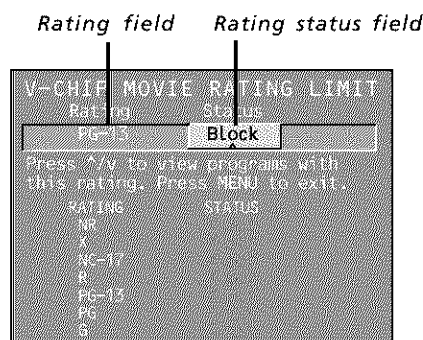 Rating field Rating status field
V-CHIP MOVIE RATING LIMIT
Rating Status
PG-13 Block
Press ^/v to view programs with
this rating. Press MENU to exit.
RATING STATUS
NR
X
NC-17
R
PG-13
PG
G